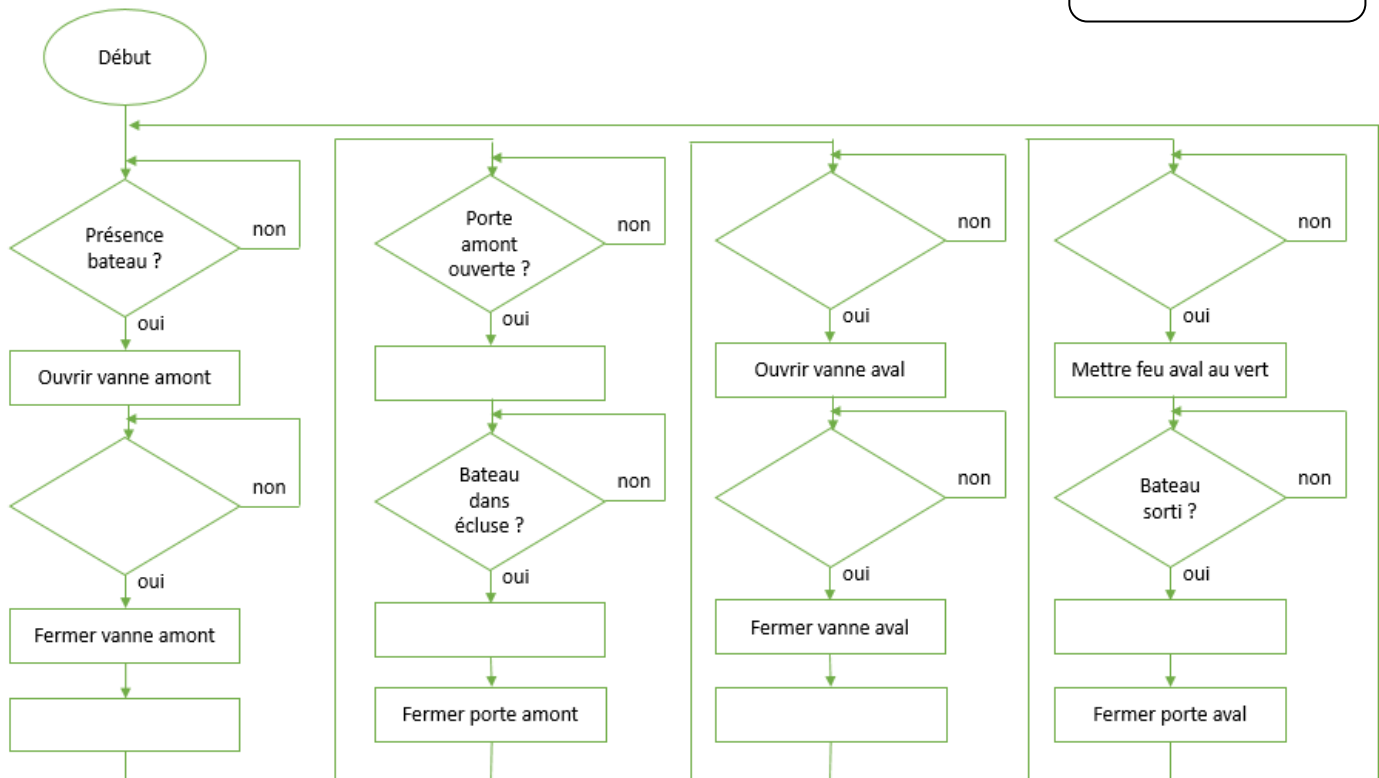 Début
Présence
bateau ?
non
oui
Ouvrir vanne amont
non
oui
Fermer vanne amont
Porte
amont
ouverte ?
non
oui
Bateau
dans
écluse ?
non
oui
Fermer porte amont
non
oui
Ouvrir vanne aval
non
oui
Fermer vanne aval
non
oui
Mettre feu aval au vert
Bateau
sorti ?
non
oui
Fermer porte aval